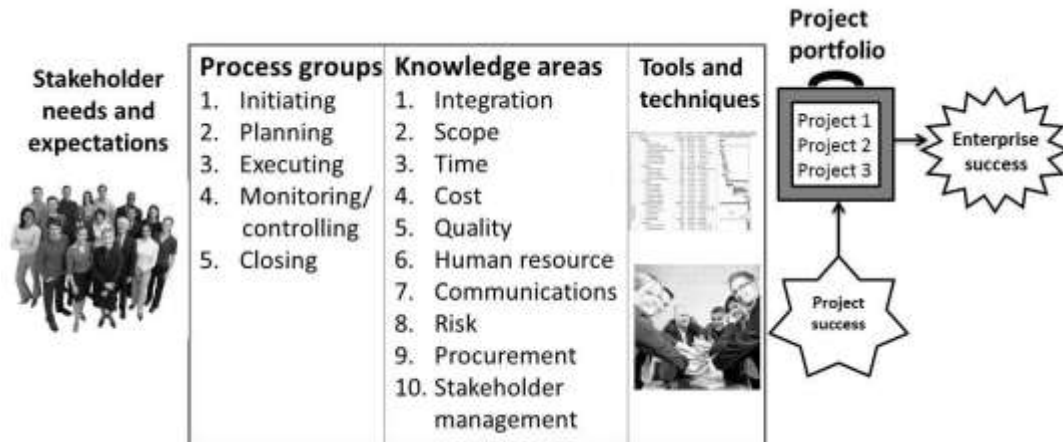 Stakeholder
needs and
expectations
Process groups
1. Initiating
2. Planning
3. Executing
4. Monitoring/
controlling
5. Closing
Knowledge areas
1. Integration
2. Scope
3. Time
4. Cost
5. Quality
6. Human resource
7. Communications
8. Risk
9. Procurement
10. Stakeholder
management
Tools and
techniques
Project
portfolio
Project 1
Project 2
Project 3
Enterprise
success
Project
success